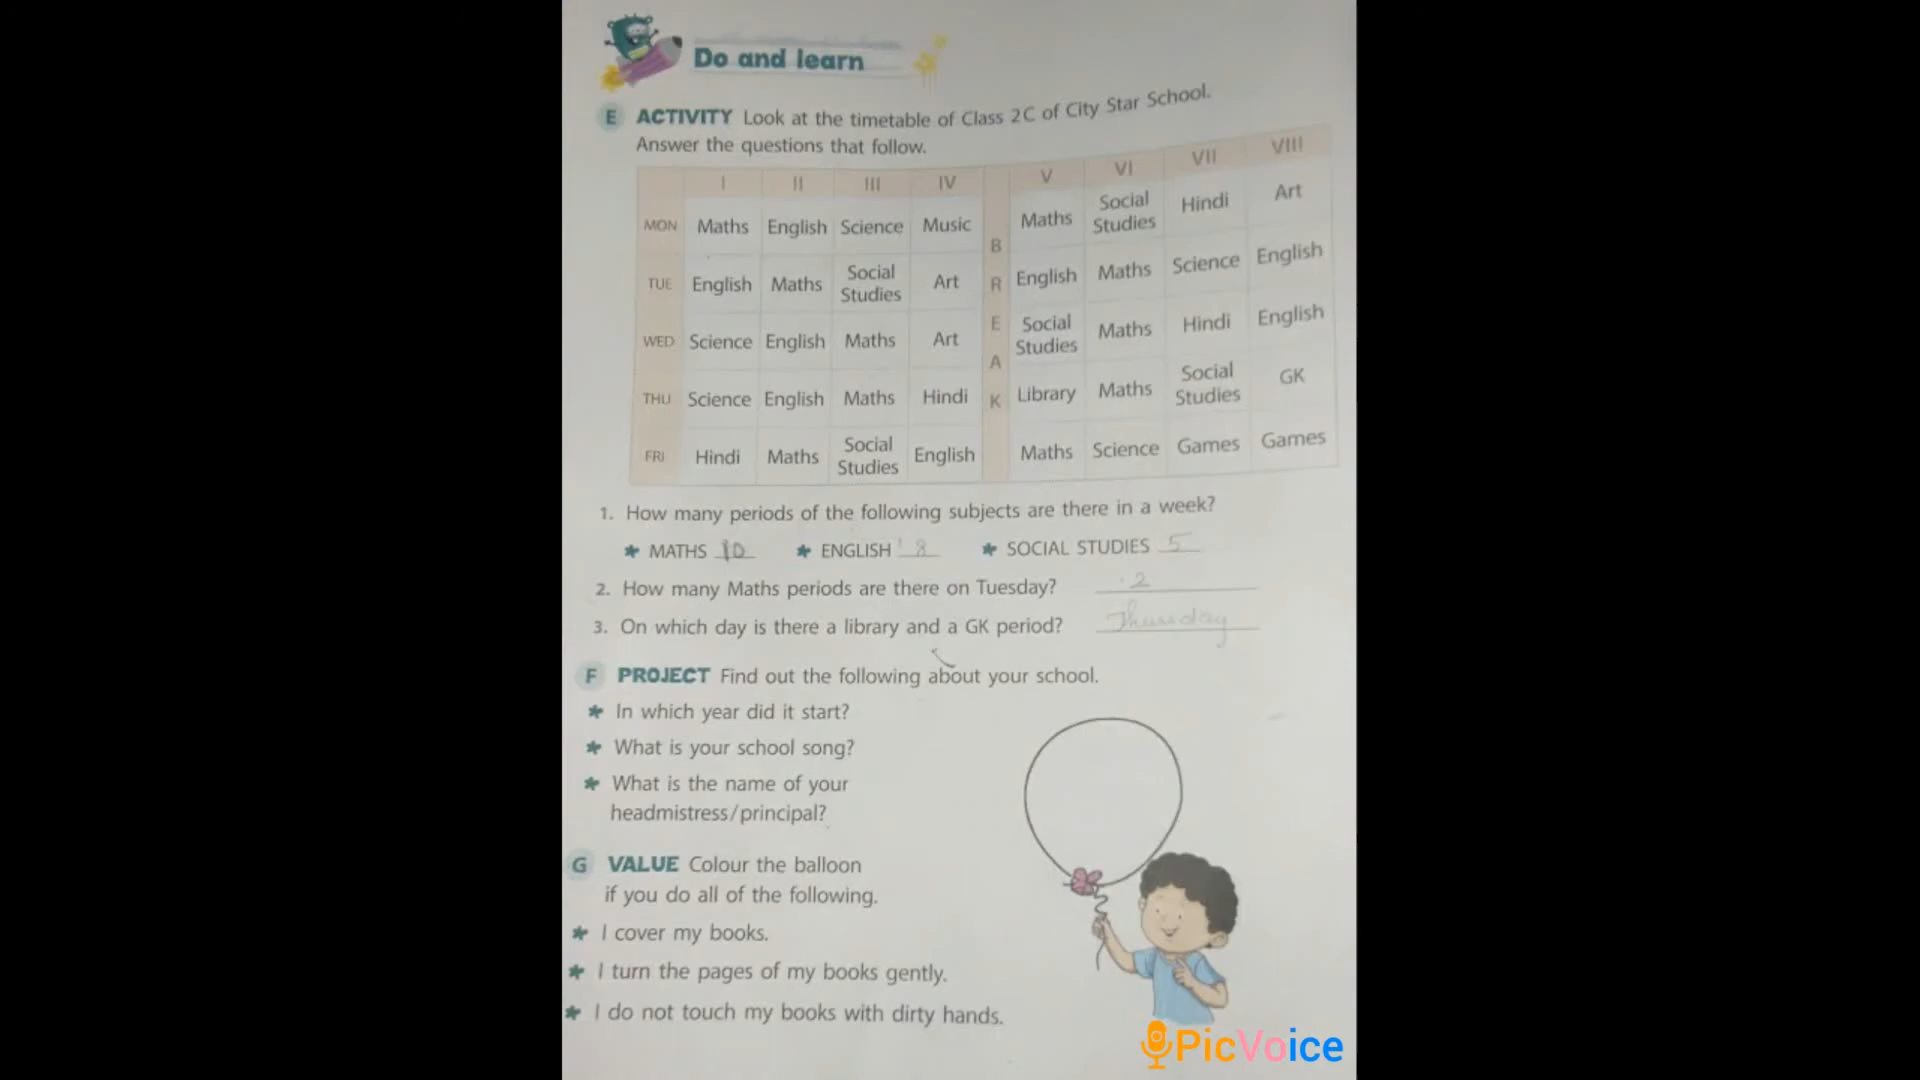 Do and learn
E ACTIVITY Look at the timetable of Class 2C of City Star School.
Answer the questions that follow.
I II III IV V VI VII VIII
MON Maths English Science Music Maths Social Studies Hindi Art
TUE English Maths Social Studies Art English Maths Science English
WED Science English Maths Art Social Studies Maths Hindi English
THU Science English Maths Hindi Library Maths Social Studies GK
FRI Hindi Maths Social Studies English Maths Science Games Games
BREAK
1. How many periods of the following subjects are there in a week?
MATHS 10 ENGLISH 8 SOCIAL STUDIES 5
2. How many Maths periods are there on Tuesday? 2
3. On which day is there a library and a GK period? Thursday
F PROJECT Find out the following about your school.
In which year did it start?
What is your school song?
What is the name of your
headmistress/principal?
G VALUE Colour the balloon
if you do all of the following.
I cover my books.
I turn the pages of my books gently.
I do not touch my books with dirty hands.
PicVoice